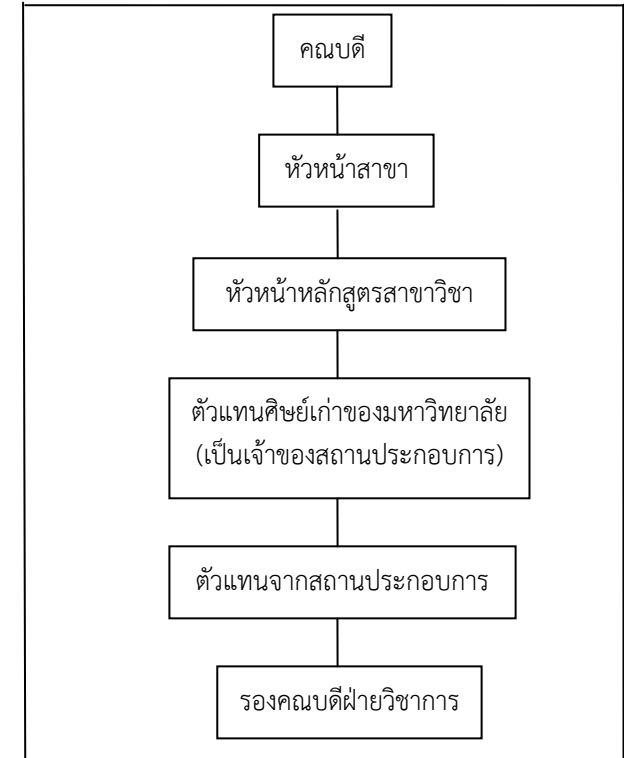 คณบดี
หัวหน้าสาขา
หัวหน้าหลักสูตรสาขาวิชา
ตัวแทนศิษย์เก่าของมหาวิทยาลัย
(เป็นเจ้าของสถานประกอบการ)
ตัวแทนจากสถานประกอบการ
รองคณบดีฝ่ายวิชาการ